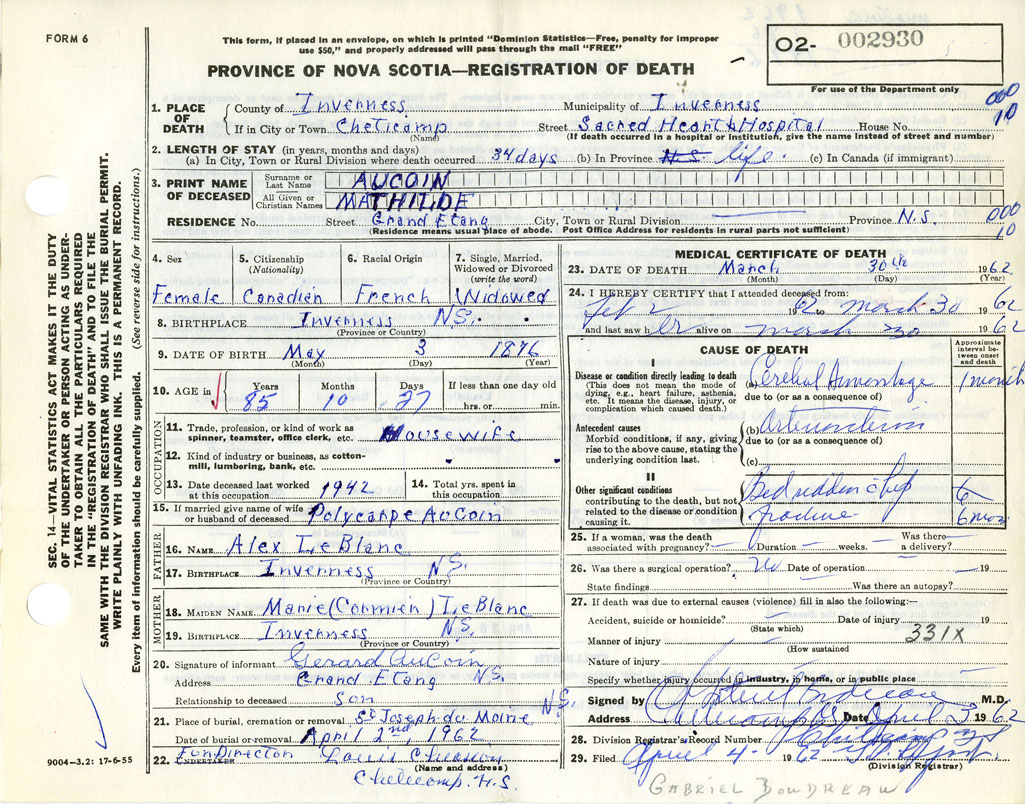 FORM 6
This form, if placed in an envelope, on which is printed "Dominion Statistics—Free, penalty for improper
use $50," and properly addressed will pass through the mail "FREE"
PROVINCE OF NOVA SCOTIA—REGISTRATION OF DEATH
02- 002930
For use of the Department only
000
10
1. PLACE OF DEATH County of Inverness Municipality of Inverness
If in City or Town Cheticamp Street Sacred Heart Hospital House No.
(Name) (If death occurred in a hospital or institution, give the name instead of street and number)
2. LENGTH OF STAY (in years, months and days)
(a) In City, Town or Rural Division where death occurred 34 days (b) In Province N.S. life. (c) In Canada (if immigrant)
3. PRINT NAME OF DECEASED Surname or Last Name AUCOIN
All Given or Christian Names MATHILDE
RESIDENCE No. Street Grand Etang City, Town or Rural Division Province N.S. 000
10
(Residence means usual place of abode. Post Office Address for residents in rural parts not sufficient)
4. Sex 5. Citizenship (Nationality) 6. Racial Origin 7. Single, Married, Widowed or Divorced (write the word)
Female Canadian French Widowed
8. BIRTHPLACE Inverness N.S.
(Province or Country)
9. DATE OF BIRTH May 3 1876
(Month) (Day) (Year)
10. AGE in Years Months Days If less than one day old
85 10 27 hrs. or min.
OCCUPATION
11. Trade, profession, or kind of work as
spinner, teamster, office clerk, etc. Housewife
12. Kind of industry or business, as cotton-
mill, lumbering, bank, etc.
13. Date deceased last worked at this occupation 1942 14. Total yrs. spent in this occupation
15. If married give name of wife or husband of deceased Polycarpe AuCoin
FATHER
16. NAME Alex LeBlanc
17. BIRTHPLACE Inverness N.S.
(Province or Country)
MOTHER
18. MAIDEN NAME Marie (Cormier) LeBlanc
19. BIRTHPLACE Inverness N.S.
(Province or Country)
20. Signature of informant Gerard AuCoin
Address Grand Etang N.S.
Relationship to deceased Son
21. Place of burial, cremation or removal St Joseph du Moine N.S.
Date of burial or removal April 2nd, 1962
22. UNDERTAKER Fun Director Louis
(Name and address)
N.S.
9004-3.2: 17-6-55
MEDICAL CERTIFICATE OF DEATH
23. DATE OF DEATH March 30th 1962
(Month) (Day) (Year)
24. I HEREBY CERTIFY that I attended deceased from:
Feb 2 1962 to March 30 1962
and last saw her alive on March 30 1962
CAUSE OF DEATH
Approximate interval between onset and death
I
Disease or condition directly leading to death (a)
(This does not mean the mode of
dying, e.g., heart failure, asthenia,
etc. It means the disease, injury, or
complication which caused death.)
due to (or as a consequence of)
1 month
Antecedent causes (b)
Morbid conditions, if any, giving
rise to the above cause, stating the
underlying condition last.
due to (or as a consequence of)
(c)
II
Other significant conditions
contributing to the death, but not
related to the disease or condition
causing it.
Bedridden hip
fracture 6 mos
25. If a woman, was the death associated with pregnancy? Duration weeks. Was there a delivery?
26. Was there a surgical operation? No Date of operation 19
State findings Was there an autopsy?
27. If death was due to external causes (violence) fill in also the following:—
Accident, suicide or homicide? Date of injury 19
(State which)
331X
Manner of injury
(How sustained
Nature of injury
Specify whether injury occurred in industry, in home, or in public place
Signed by M.D.
Address Date April 3 1962
28. Division Registrar's Record Number
29. Filed April 4 1962
(Division Registrar)
GABRIEL BOUDREAU
SEC. 14—VITAL STATISTICS ACT MAKES IT THE DUTY
OF THE UNDERTAKER OR PERSON ACTING AS UNDER-
TAKER TO OBTAIN ALL THE PARTICULARS REQUIRED
IN THE "REGISTRATION OF DEATH" AND TO FILE THE
SAME WITH THE DIVISION REGISTRAR WHO SHALL ISSUE THE BURIAL PERMIT.
WRITE PLAINLY WITH UNFADING INK. THIS IS A PERMANENT RECORD.
Every item of information should be carefully supplied. (See reverse side for instructions.)